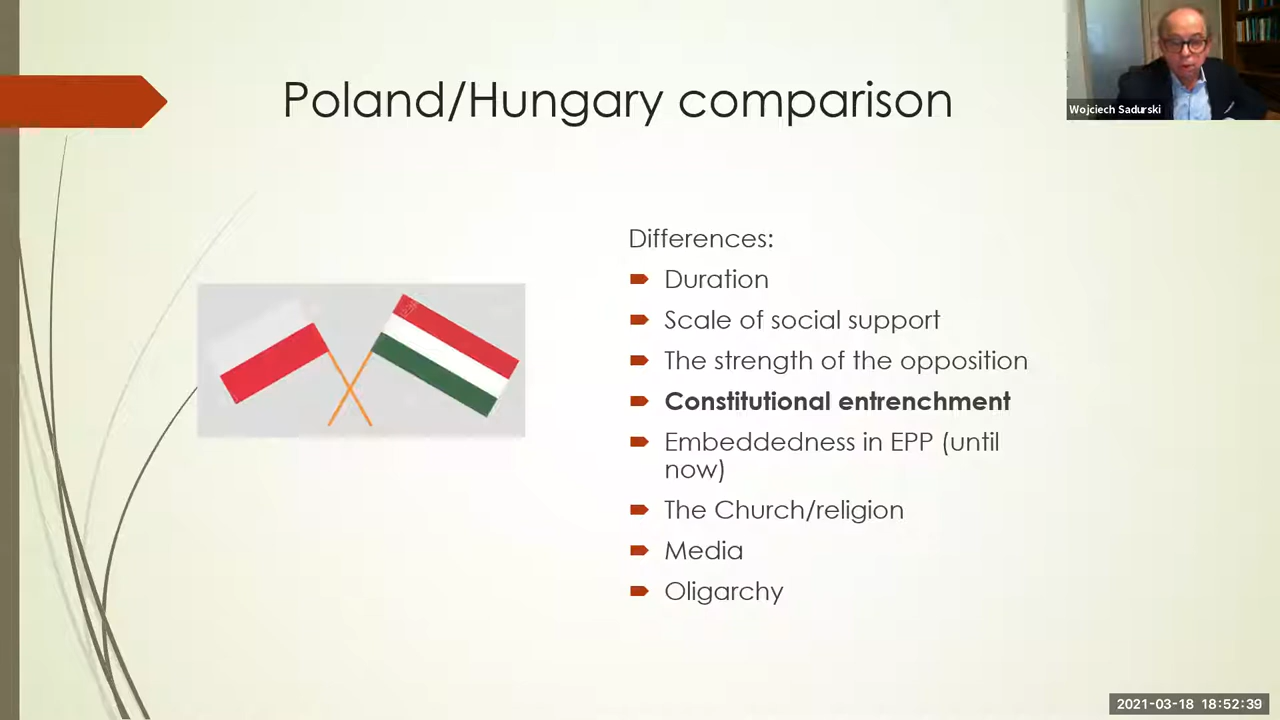 Poland/Hungary comparison
Wojciech Sadurski
Differences:
Duration
Scale of social support
The strength of the opposition
Constitutional entrenchment
Embeddedness in EPP (until
now)
The Church/religion
Media
Oligarchy
2021-03-18 18:52:39